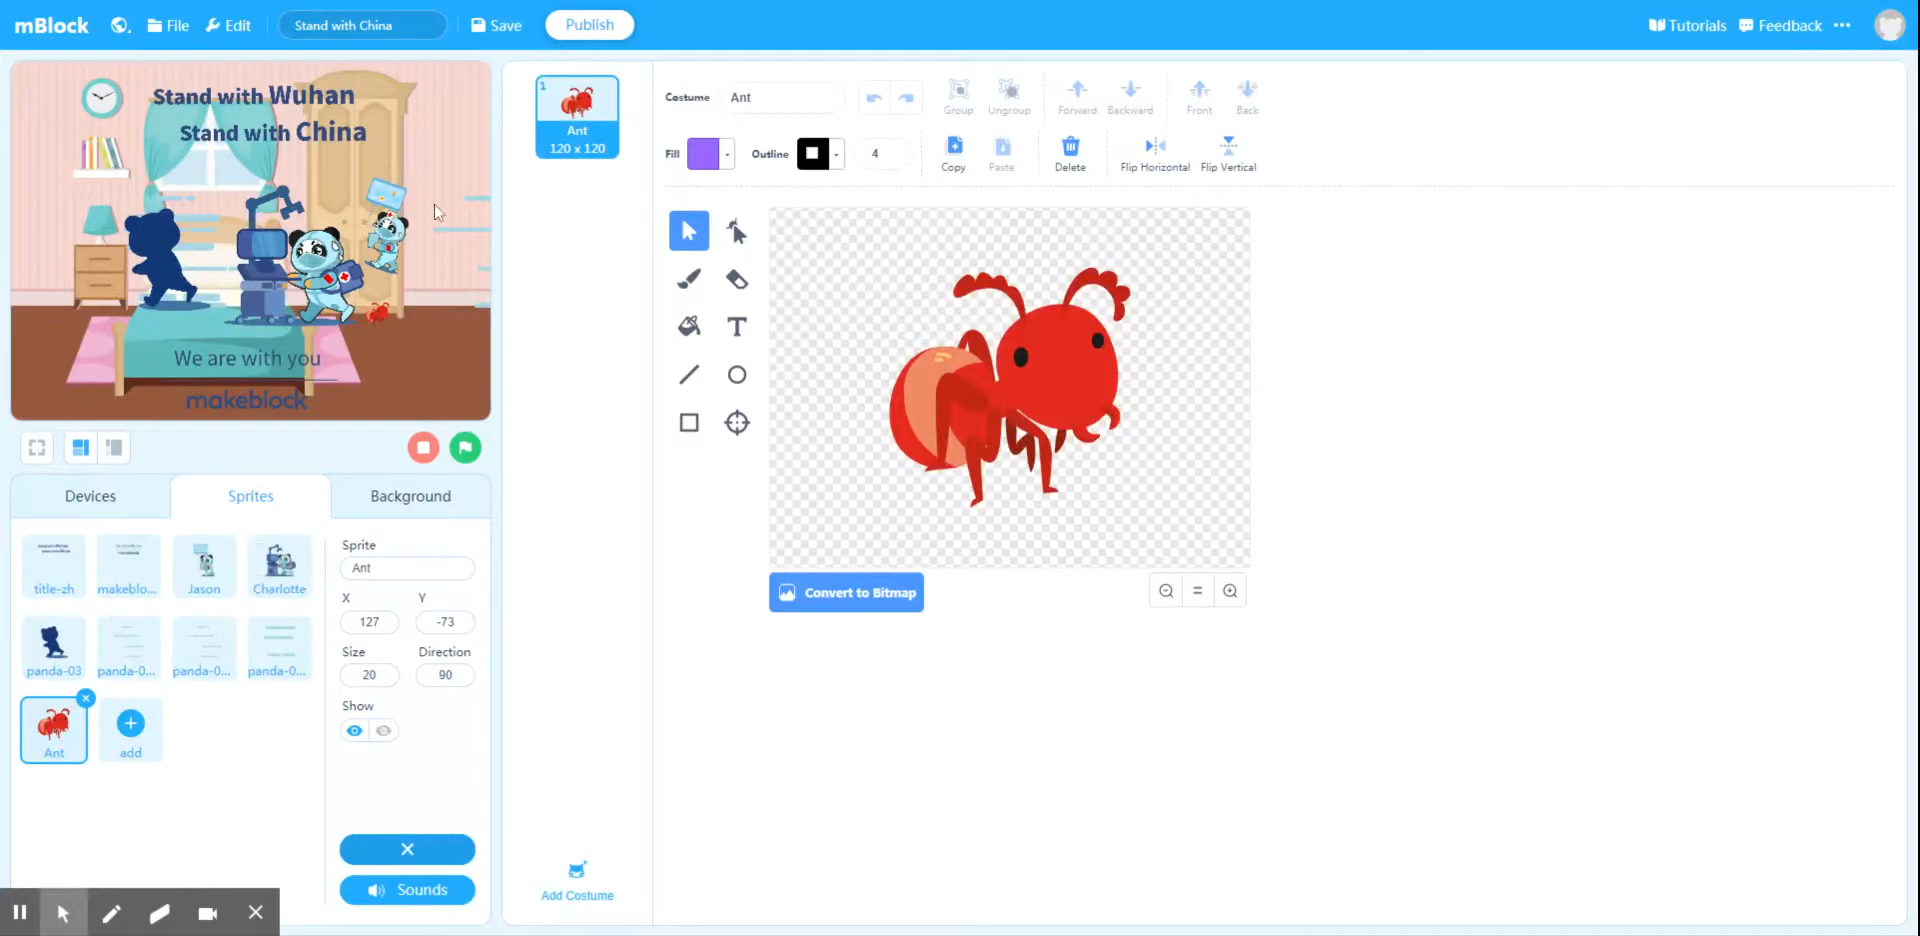 mBlock
File
Edit
Stand with China
Save
Publish
Tutorials
Feedback
Stand with Wuhan
Stand with China
We are with you
makeblock
1
Ant
120 x 120
Costume
Ant
Group
Ungroup
Forward
Backward
Front
Back
Fill
Outline
4
Copy
Paste
Delete
Flip Horizontal
Flip Vertical
Convert to Bitmap
Devices
Sprites
Background
title-zh
makeblo...
Jason
Charlotte
panda-03
panda-0...
panda-0...
panda-0...
Ant
add
Sprite
Ant
X
Y
127
-73
Size
Direction
20
90
Show
Sounds
Add Costume